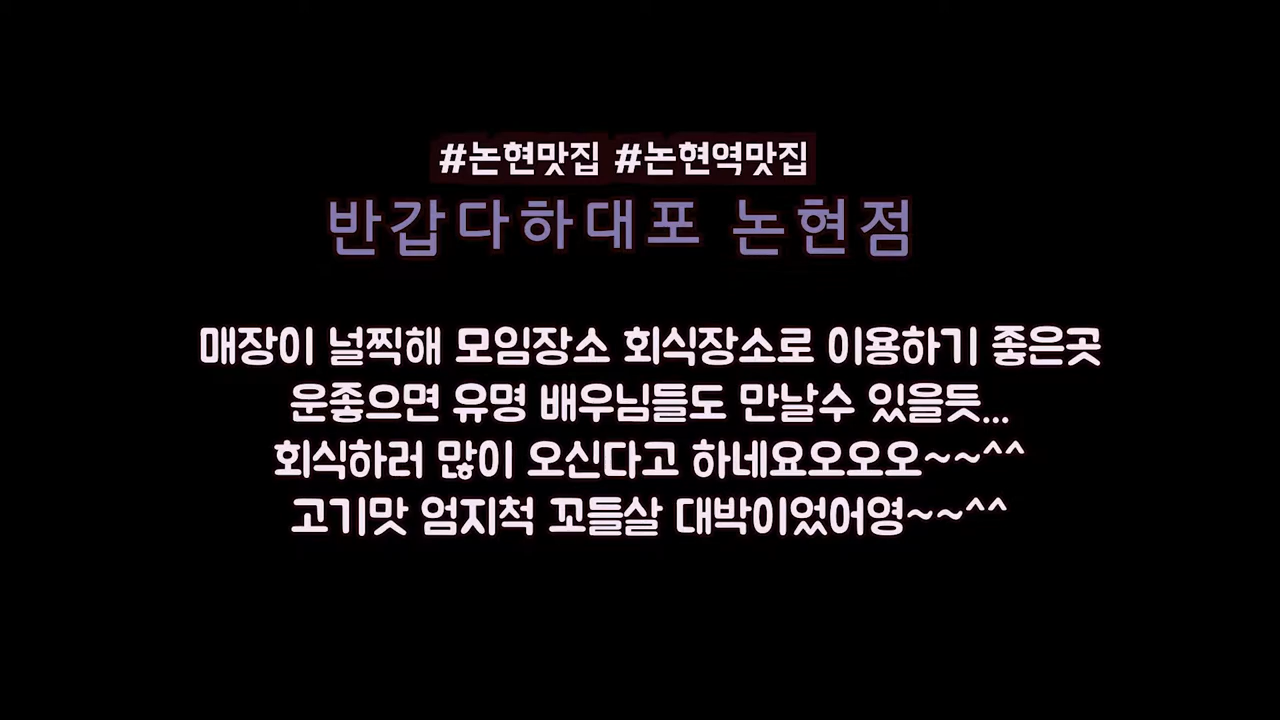 #논현맛집 #논현역맛집
반갑다하대포 논현점
매장이 널찍해 모임장소 회식장소로 이용하기 좋은곳
운좋으면 유명 배우님들도 만날수 있을듯...
회식하러 많이 오신다고 하네요오오오~~^^
고기맛 엄지척 꼬들살 대박이었어영~~^^